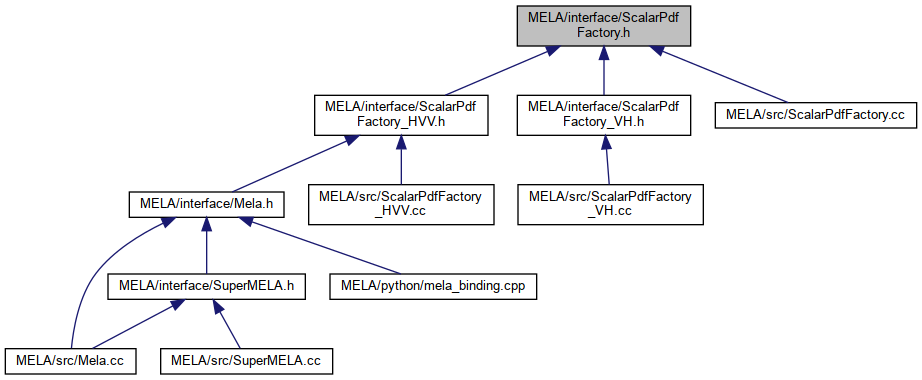 MELA/interface/ScalarPdf
Factory.h
MELA/interface/ScalarPdf
Factory_HVV.h
MELA/interface/ScalarPdf
Factory_VH.h
MELA/src/ScalarPdfFactory.cc
MELA/interface/Mela.h
MELA/src/ScalarPdfFactory
_HVV.cc
MELA/src/ScalarPdfFactory
_VH.cc
MELA/interface/SuperMELA.h
MELA/python/mela_binding.cpp
MELA/src/Mela.cc
MELA/src/SuperMELA.cc